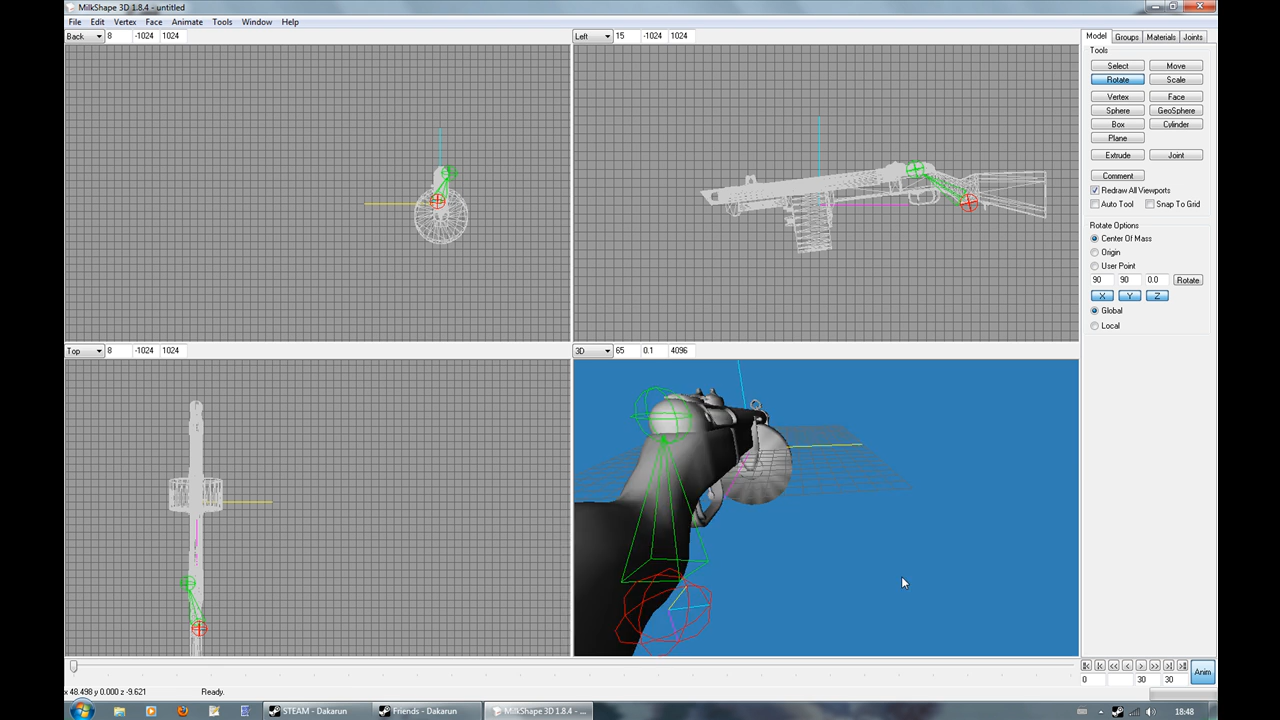 MilkShape 3D 1.8.4 - untitled
File Edit Vertex Face Animate Tools Window Help
Back 8 -1024 1024
Left 15 -1024 1024
Top 8 -1024 1024
3D 65 0.1 4096
Model Groups Materials Joints
Tools
Select Move
Rotate Scale
Vertex Face
Sphere GeoSphere
Box Cylinder
Plane
Extrude Joint
Comment
Redraw All Viewports
Auto Tool Snap To Grid
Rotate Options
Center Of Mass
Origin
User Point
90 90 0.0 Rotate
X Y Z
Global
Local
0 30 30
Anim
x 48.498 y 0.000 z -9.621 Ready.
STEAM - Dakarun Friends - Dakarun MilkShape 3D 1.8.4 - ...
18:48